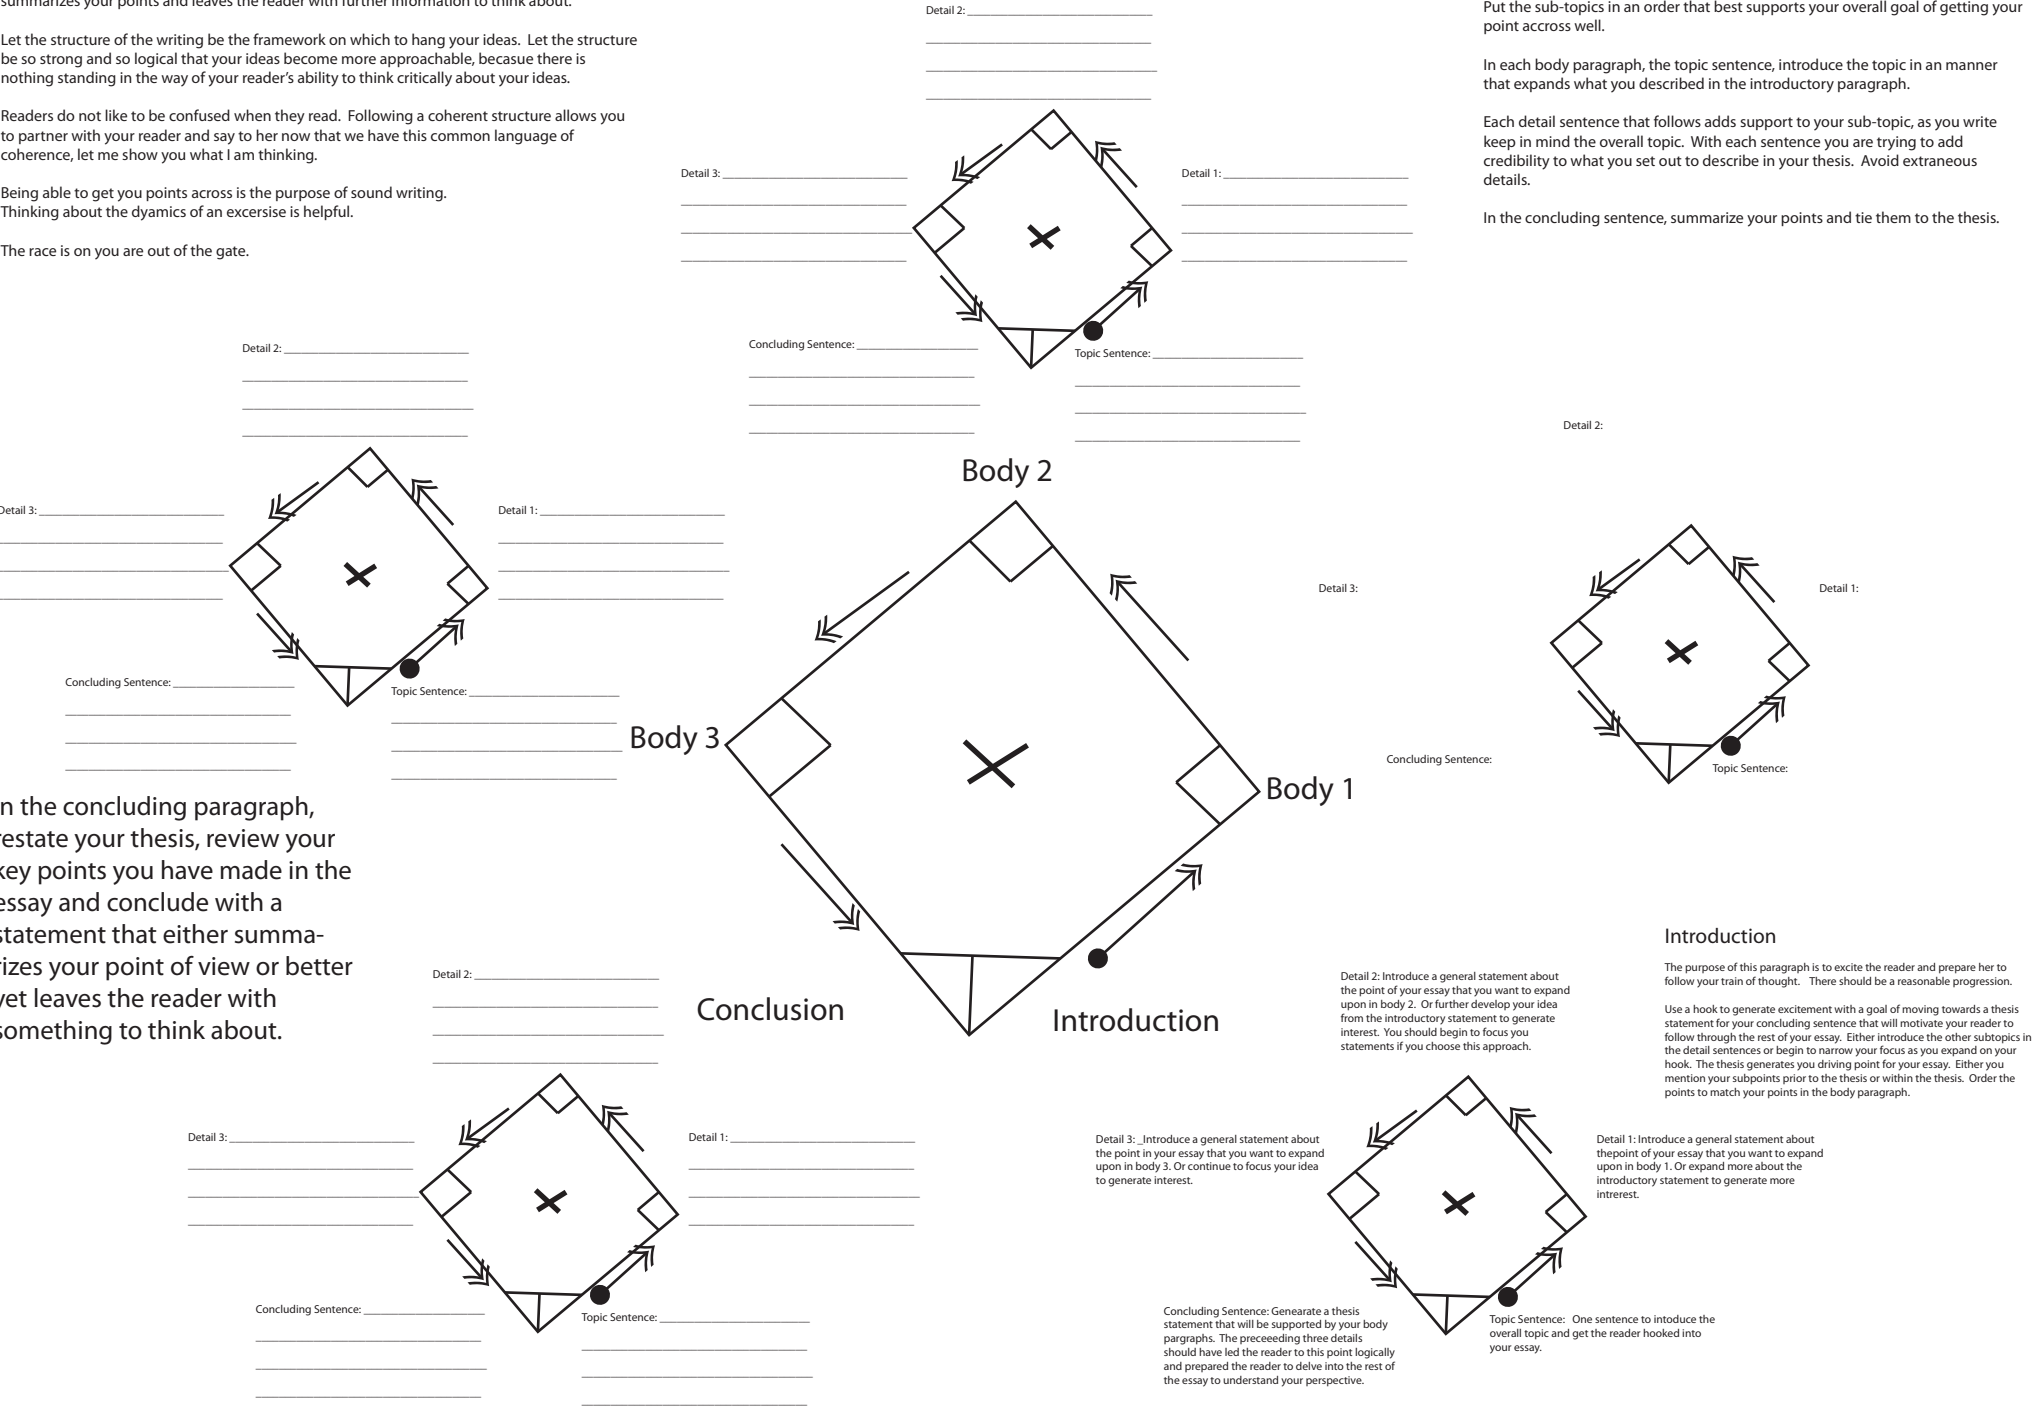 summarizes your points and leaves the reader with further information to think about.
Let the structure of the writing be the framework on which to hang your ideas. Let the structure
be so strong and so logical that your ideas become more approachable, becasue there is
nothing standing in the way of your reader's ability to think critically about your ideas.
Readers do not like to be confused when they read. Following a coherent structure allows you
to partner with your reader and say to her now that we have this common language of
coherence, let me show you what I am thinking.
Being able to get you points across is the purpose of sound writing.
Thinking about the dyamics of an excersise is helpful.
The race is on you are out of the gate.
Detail 2:
Detail 3:
Detail 1:
Concluding Sentence:
Topic Sentence:
Put the sub-topics in an order that best supports your overall goal of getting your
point accross well.
In each body paragraph, the topic sentence, introduce the topic in an manner
that expands what you described in the introductory paragraph.
Each detail sentence that follows adds support to your sub-topic, as you write
keep in mind the overall topic. With each sentence you are trying to add
credibility to what you set out to describe in your thesis. Avoid extraneous
details.
In the concluding sentence, summarize your points and tie them to the thesis.
Detail 2:
Detail 3:
Detail 1:
Concluding Sentence:
Topic Sentence:
Body 2
Body 3
Body 1
Conclusion
Introduction
Detail 2:
Detail 3:
Detail 1:
Concluding Sentence:
Topic Sentence:
n the concluding paragraph,
restate your thesis, review your
key points you have made in the
essay and conclude with a
statement that either summa-
rizes your point of view or better
yet leaves the reader with
something to think about.
Detail 2:
Detail 3:
Detail 1:
Concluding Sentence:
Topic Sentence:
Introduction
The purpose of this paragraph is to excite the reader and prepare her to
follow your train of thought. There should be a reasonable progression.
Use a hook to generate excitement with a goal of moving towards a thesis
statement for your concluding sentence that will motivate your reader to
follow through the rest of your essay. Either introduce the other subtopics in
the detail sentences or begin to narrow your focus as you expand on your
hook. The thesis generates you driving point for your essay. Either you
mention your subpoints prior to the thesis or within the thesis. Order the
points to match your points in the body paragraph.
Detail 2: Introduce a general statement about
the point of your essay that you want to expand
upon in body 2. Or further develop your idea
from the introductory statement to generate
interest. You should begin to focus you
statements if you choose this approach.
Detail 3: _Introduce a general statement about
the point in your essay that you want to expand
upon in body 3. Or continue to focus your idea
to generate interest.
Detail 1: Introduce a general statement about
thepoint of your essay that you want to expand
upon in body 1. Or expand more about the
introductory statement to generate more
intrerest.
Concluding Sentence: Genearate a thesis
statement that will be supported by your body
pargraphs. The preceeeding three details
should have led the reader to this point logically
and prepared the reader to delve into the rest of
the essay to understand your perspective.
Topic Sentence: One sentence to intoduce the
overall topic and get the reader hooked into
your essay.